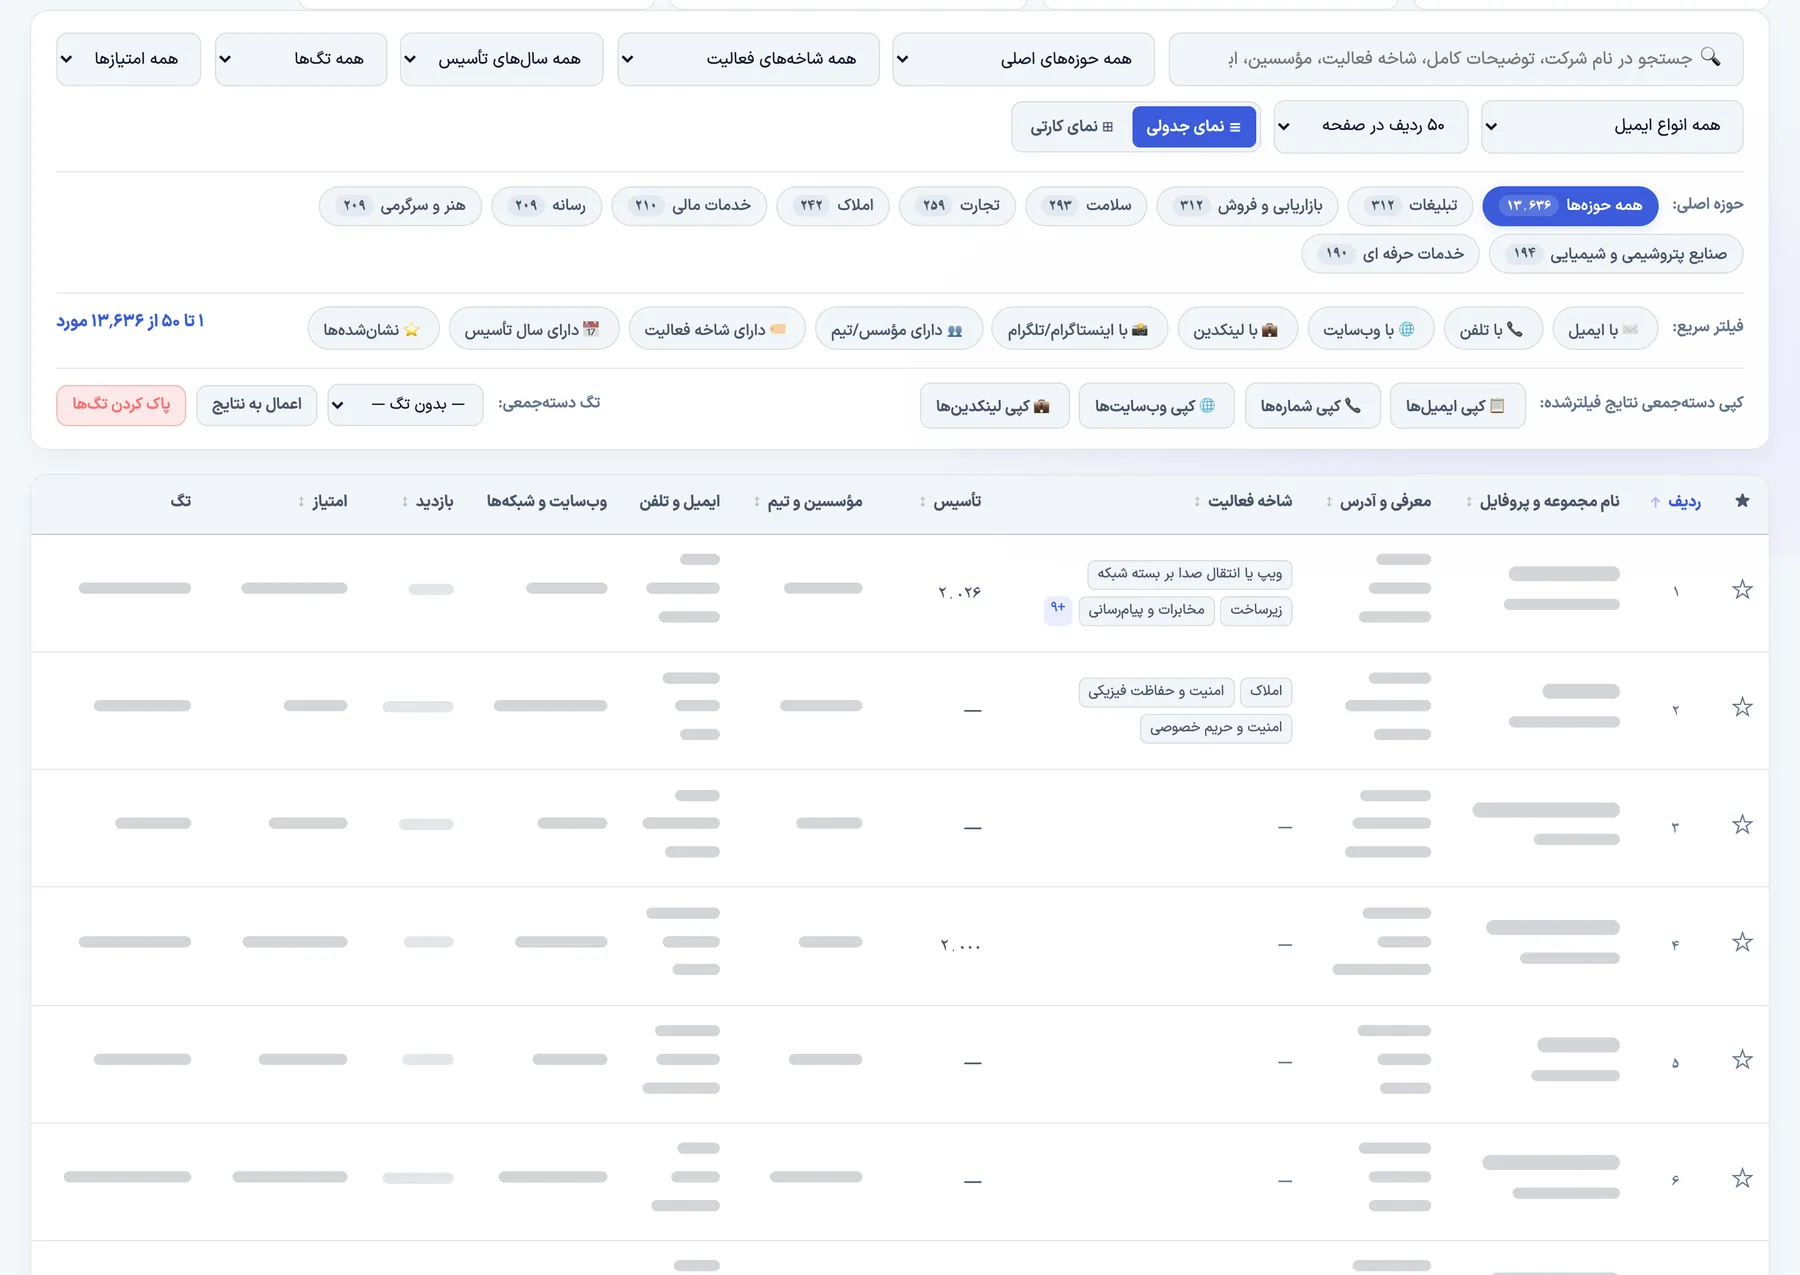 جستجو در نام شرکت، توضیحات کامل، شاخه فعالیت، مؤسسین، ای
همه حوزه‌های اصلی
همه شاخه‌های فعالیت
همه سال‌های تأسیس
همه تگ‌ها
همه امتیازها
همه انواع ایمیل
۵۰ ردیف در صفحه
نمای جدولی
نمای کارتی
حوزه اصلی:
همه حوزه‌ها ۱۳٬۶۳۶
تبلیغات ۳۱۲
بازاریابی و فروش ۳۱۲
سلامت ۲۹۳
تجارت ۲۵۹
املاک ۲۴۲
خدمات مالی ۲۱۰
رسانه ۲۰۹
هنر و سرگرمی ۲۰۹
صنایع پتروشیمی و شیمیایی ۱۹۴
خدمات حرفه ای ۱۹۰
فیلتر سریع:
با ایمیل
با تلفن
با وب‌سایت
با لینکدین
با اینستاگرام/تلگرام
دارای مؤسس/تیم
دارای شاخه فعالیت
دارای سال تأسیس
نشان‌شده‌ها
۱ تا ۵۰ از ۱۳٬۶۳۶ مورد
کپی دسته‌جمعی نتایج فیلترشده:
کپی ایمیل‌ها
کپی شماره‌ها
کپی وب‌سایت‌ها
کپی لینکدین‌ها
تگ دسته‌جمعی:
— بدون تگ —
اعمال به نتایج
پاک کردن تگ‌ها
★ ردیف ↑ نام مجموعه و پروفایل ↕ معرفی و آدرس ↕ شاخه فعالیت ↕ تأسیس ↕ مؤسسین و تیم ↕ ایمیل و تلفن وب‌سایت و شبکه‌ها بازدید ↕ امتیاز ↕ تگ
۱
ویپ یا انتقال صدا بر بسته شبکه
زیرساخت مخابرات و پیام‌رسانی +۹
۲٬۰۲۶
۲
املاک امنیت و حفاظت فیزیکی
امنیت و حریم خصوصی
—
۳ — —
۴ — ۲٬۰۰۰
۵ — —
۶ — —